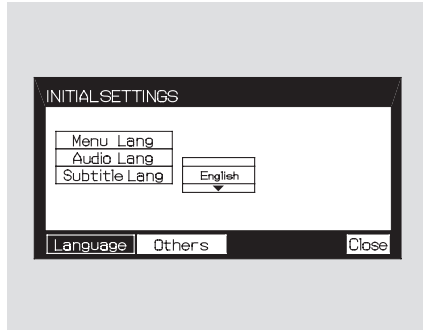 INITIALSETTINGS
Menu Lang
Audio Lang
Subtitle Lang
English
Language Others Close